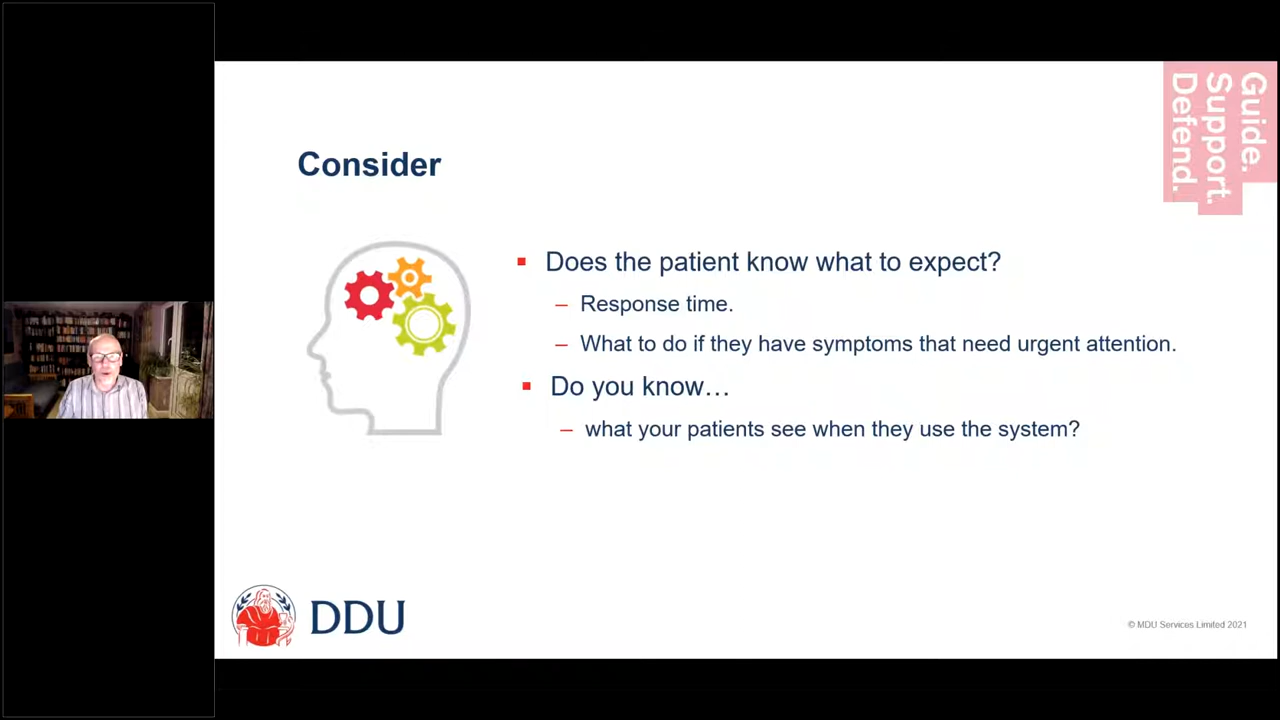 Guide.
Support.
Defend.
Consider
Does the patient know what to expect?
– Response time.
– What to do if they have symptoms that need urgent attention.
Do you know…
– what your patients see when they use the system?
DDU
© MDU Services Limited 2021